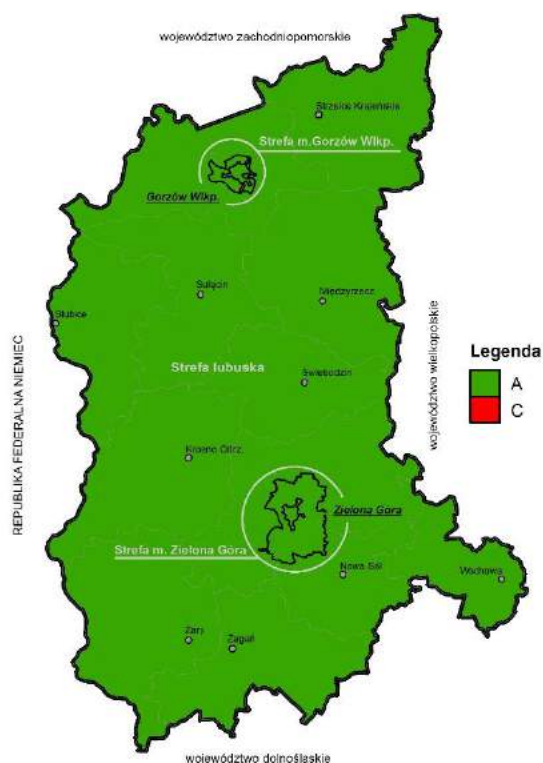 województwo zachodniopomorskie
Strzelce Krajeńskie
Strefa m.Gorzów Wlkp.
Gorzów Wlkp.
Sulęcin
Międzyrzecz
Słubice
REPUBLIKA FEDERALNA NIEMIEC
województwo wielkopolskie
Legenda
A
C
Strefa lubuska
Świebodzin
Krosno Odrz.
Zielona Góra
Strefa m. Zielona Góra
Nowa Sól
Wschowa
Żary
Żagań
województwo dolnośląskie